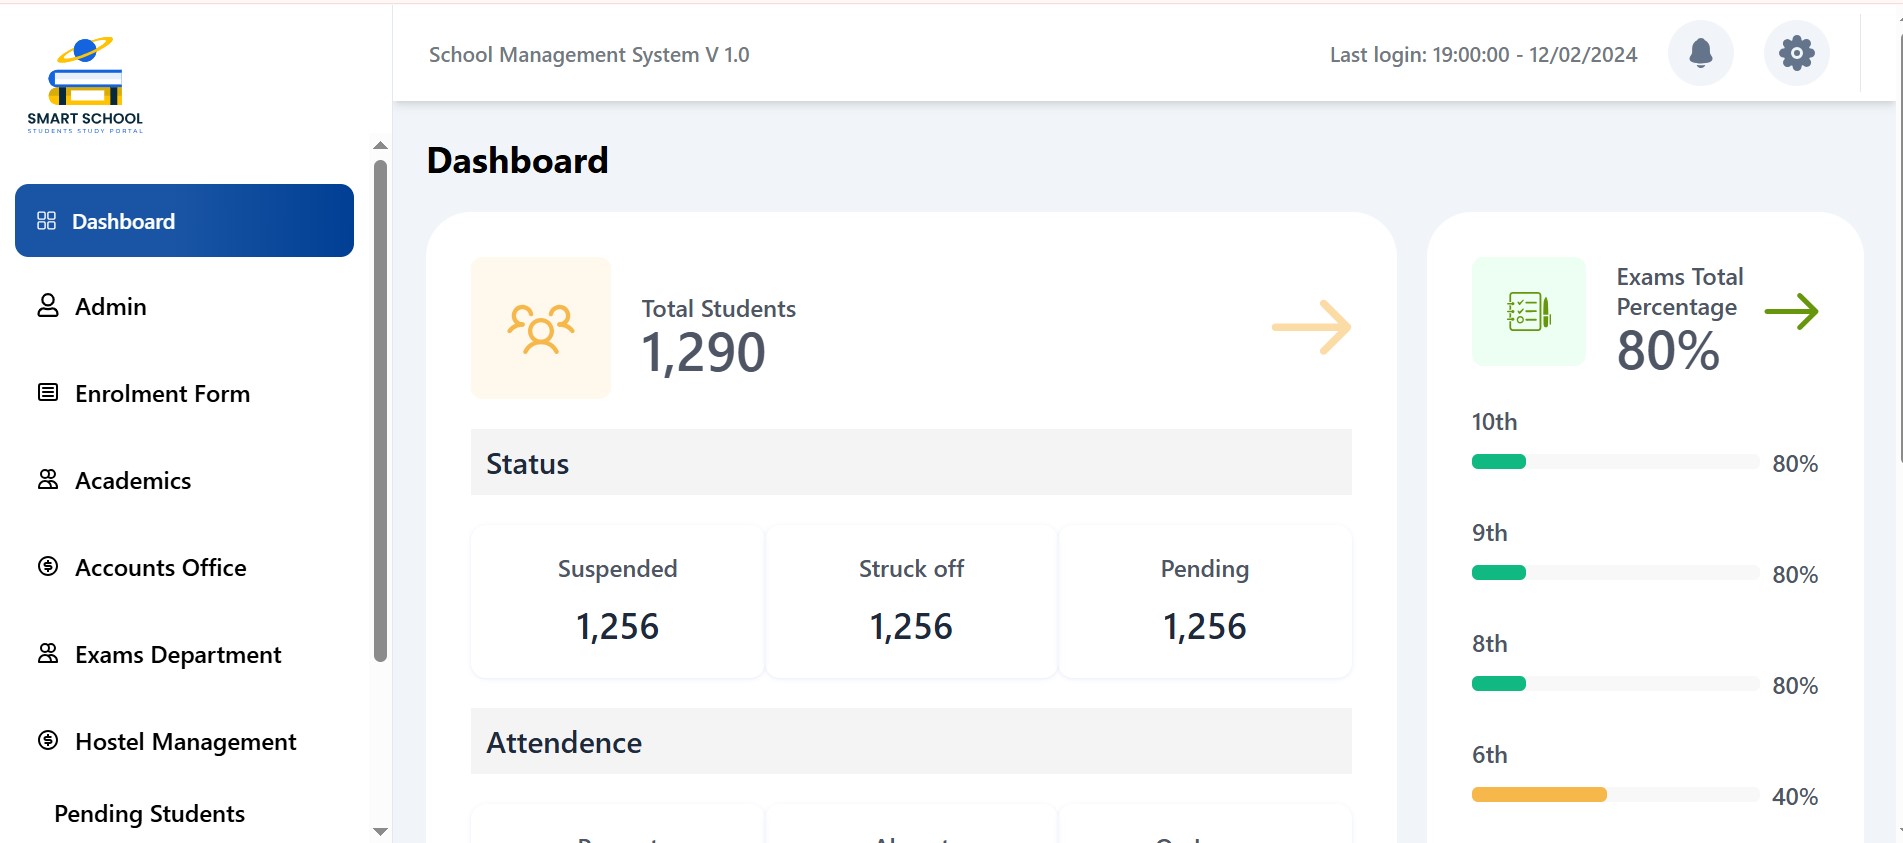 SMART SCHOOL
STUDENTS STUDY PORTAL
School Management System V 1.0
Last login: 19:00:00 - 12/02/2024
Dashboard
Admin
Enrolment Form
Academics
Accounts Office
Exams Department
Hostel Management
Pending Students
Dashboard
Total Students
1,290
Status
Suspended
1,256
Struck off
1,256
Pending
1,256
Attendence
Exams Total
Percentage
80%
10th
80%
9th
80%
8th
80%
6th
40%